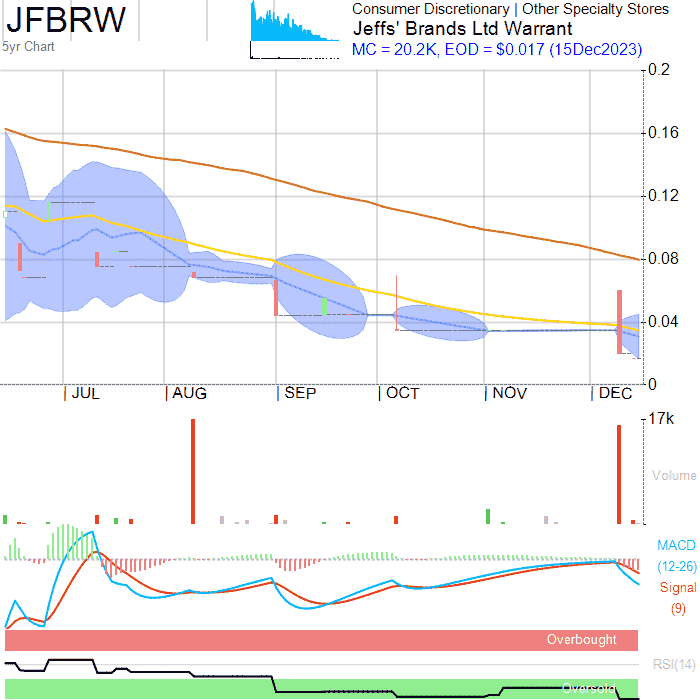 JFBRW
5yr Chart
Consumer Discretionary | Other Specialty Stores
Jeffs' Brands Ltd Warrant
MC = 20.2K, EOD = $0.017 (15Dec2023)
0.2
0.16
0.12
0.08
0.04
0
JUL
AUG
SEP
OCT
NOV
DEC
17k
Volume
MACD
(12-26)
Signal
(9)
Overbought
RSI(14)
Oversold